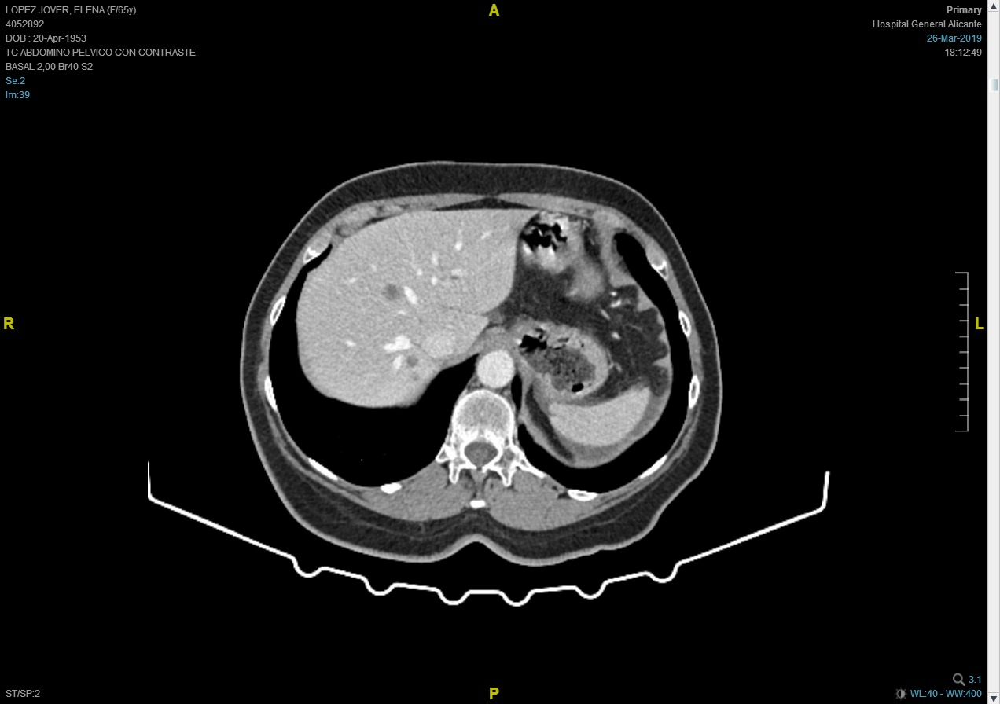 LOPEZ JOVER, ELENA (F/65y)
4052892
DOB : 20-Apr-1953
TC ABDOMINO PELVICO CON CONTRASTE
BASAL 2,00 Br40 S2
Se:2
Im:39
A
Primary
Hospital General Alicante
26-Mar-2019
18:12:49
R
L
ST/SP:2
P
3.1
WL:40 - WW:400